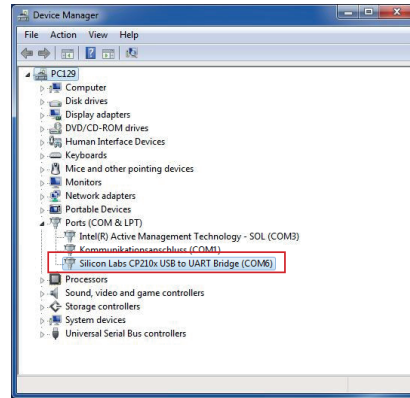 Device Manager
File Action View Help
PC129
Computer
Disk drives
Display adapters
DVD/CD-ROM drives
Human Interface Devices
Keyboards
Mice and other pointing devices
Monitors
Network adapters
Portable Devices
Ports (COM & LPT)
Intel(R) Active Management Technology - SOL (COM3)
Kommunikationsanschluss (COM1)
Silicon Labs CP210x USB to UART Bridge (COM6)
Processors
Sound, video and game controllers
Storage controllers
System devices
Universal Serial Bus controllers